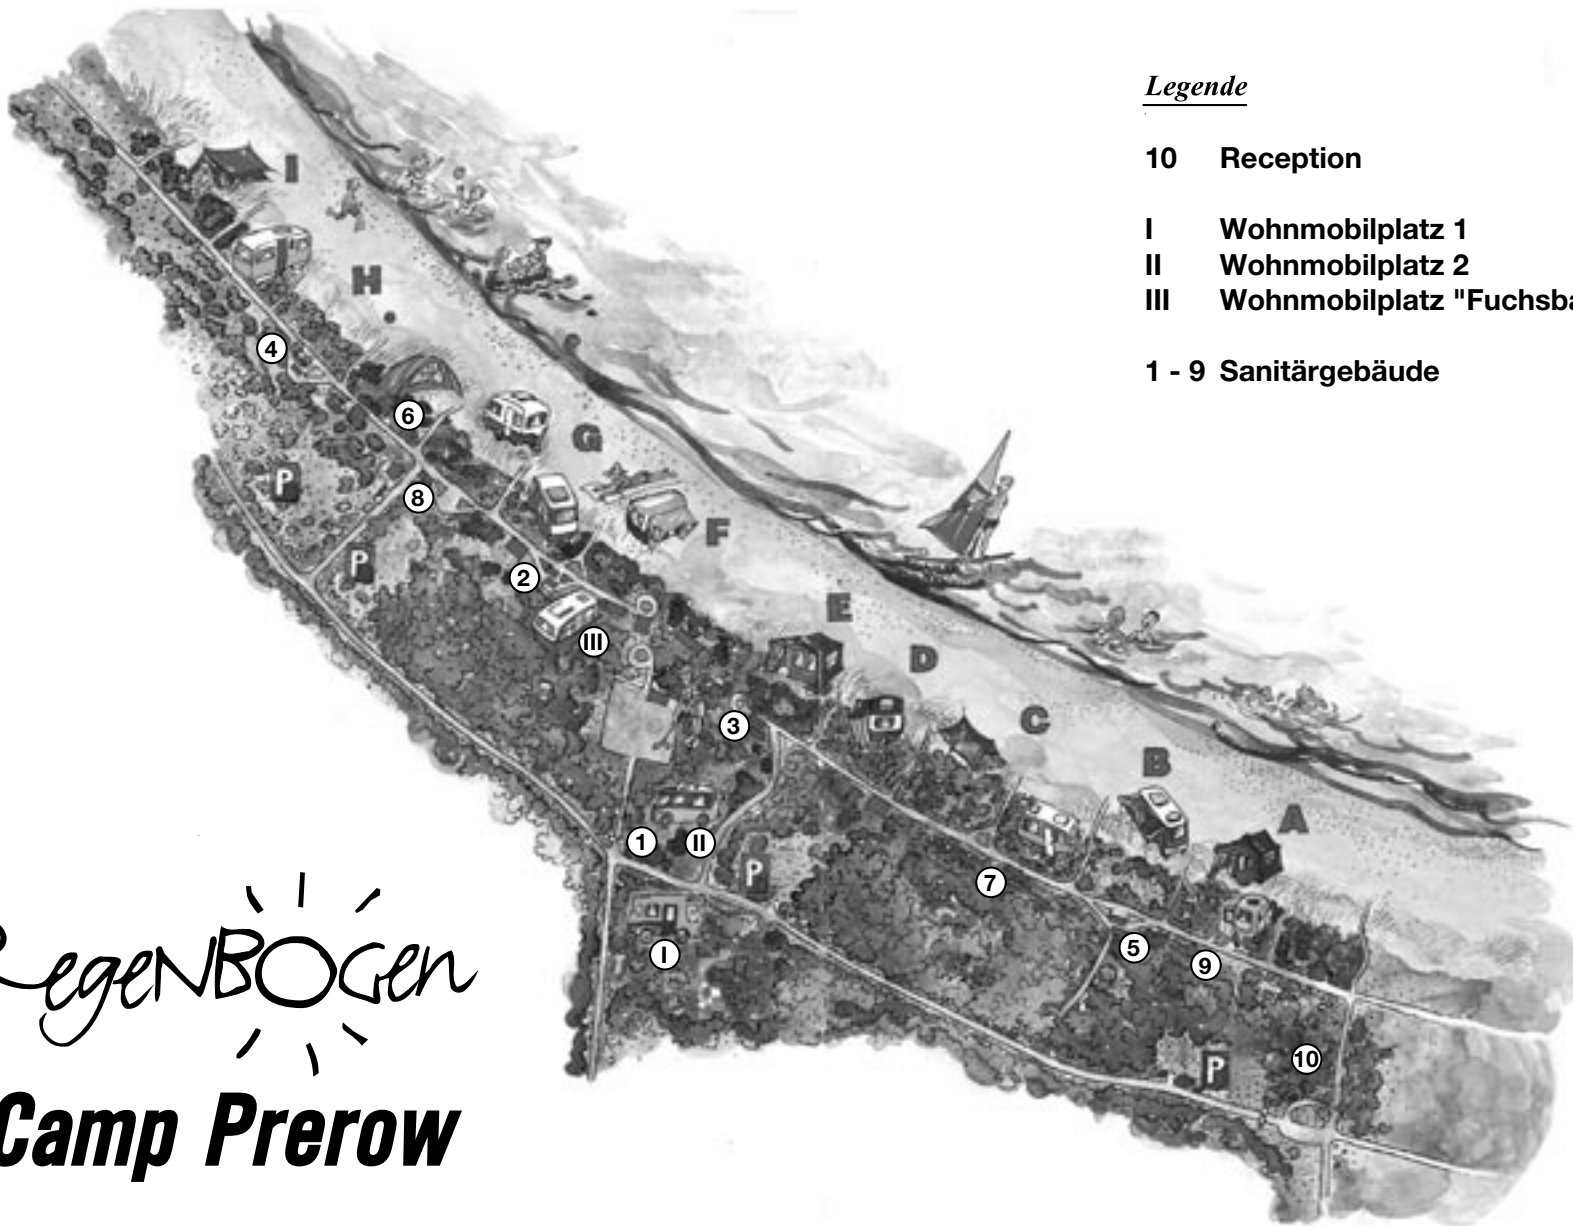 Legende
10 Reception
I Wohnmobilplatz 1
II Wohnmobilplatz 2
III Wohnmobilplatz "Fuchsba
1 - 9 Sanitärgebäude
I
H
4
6
G
P
8
F
P
2
III
E
D
3
C
B
A
1
II
P
7
I
5
9
10
P
RegenBOGen
Camp Prerow